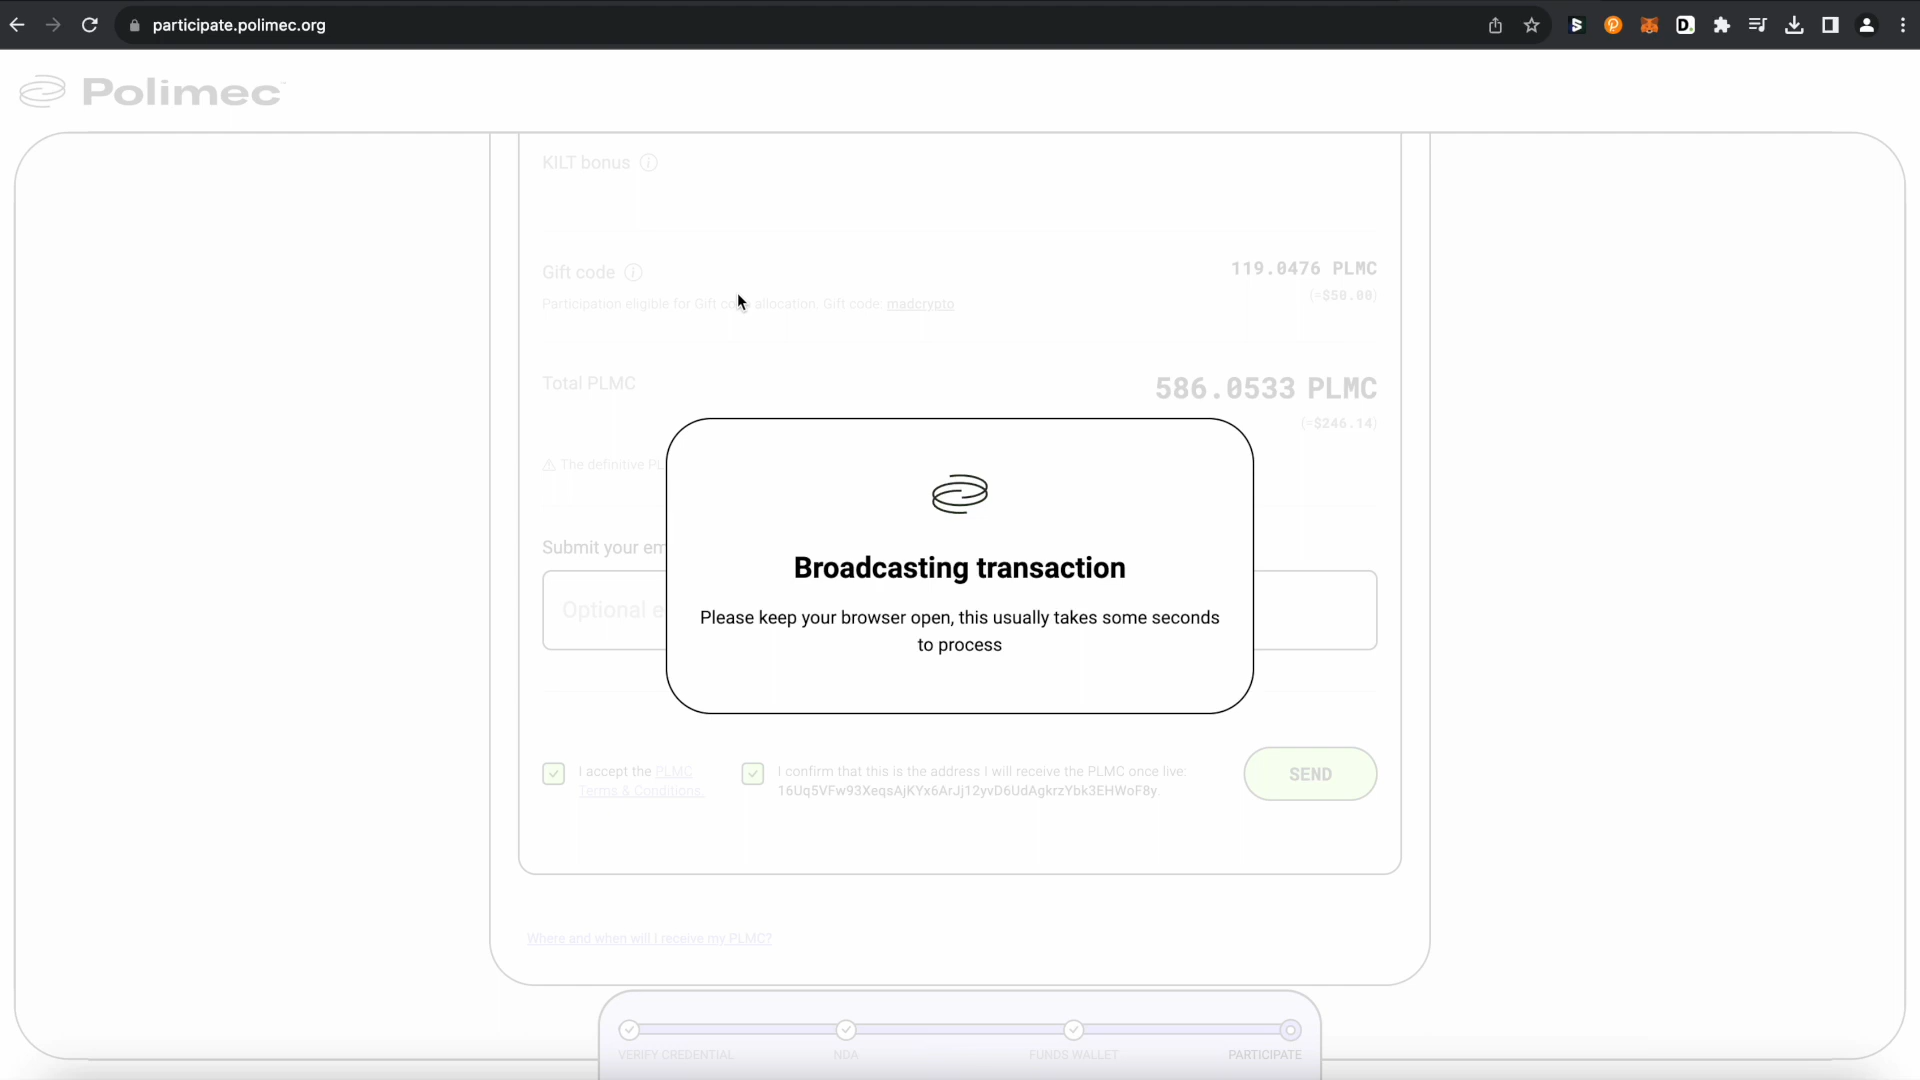 participate.polimec.org
Polimec
KILT bonus
Gift code
119.0476 PLMC
(≈$50.00)
Participation eligible for Gift code allocation. Gift code: madcrypto
Total PLMC
586.0533 PLMC
(≈$246.14)
The definitive PL
Broadcasting transaction
Submit your em
Optional e
Please keep your browser open, this usually takes some seconds
to process
I accept the PLMC
Terms & Conditions.
I confirm that this is the address I will receive the PLMC once live:
16Uq5VFw93XeqsAjKYx6ArJj12yvD6UdAgkrzYbk3EHWoF8y
SEND
Where and when will I receive my PLMC?
VERIFY CREDENTIAL
NDA
FUNDS WALLET
PARTICIPATE